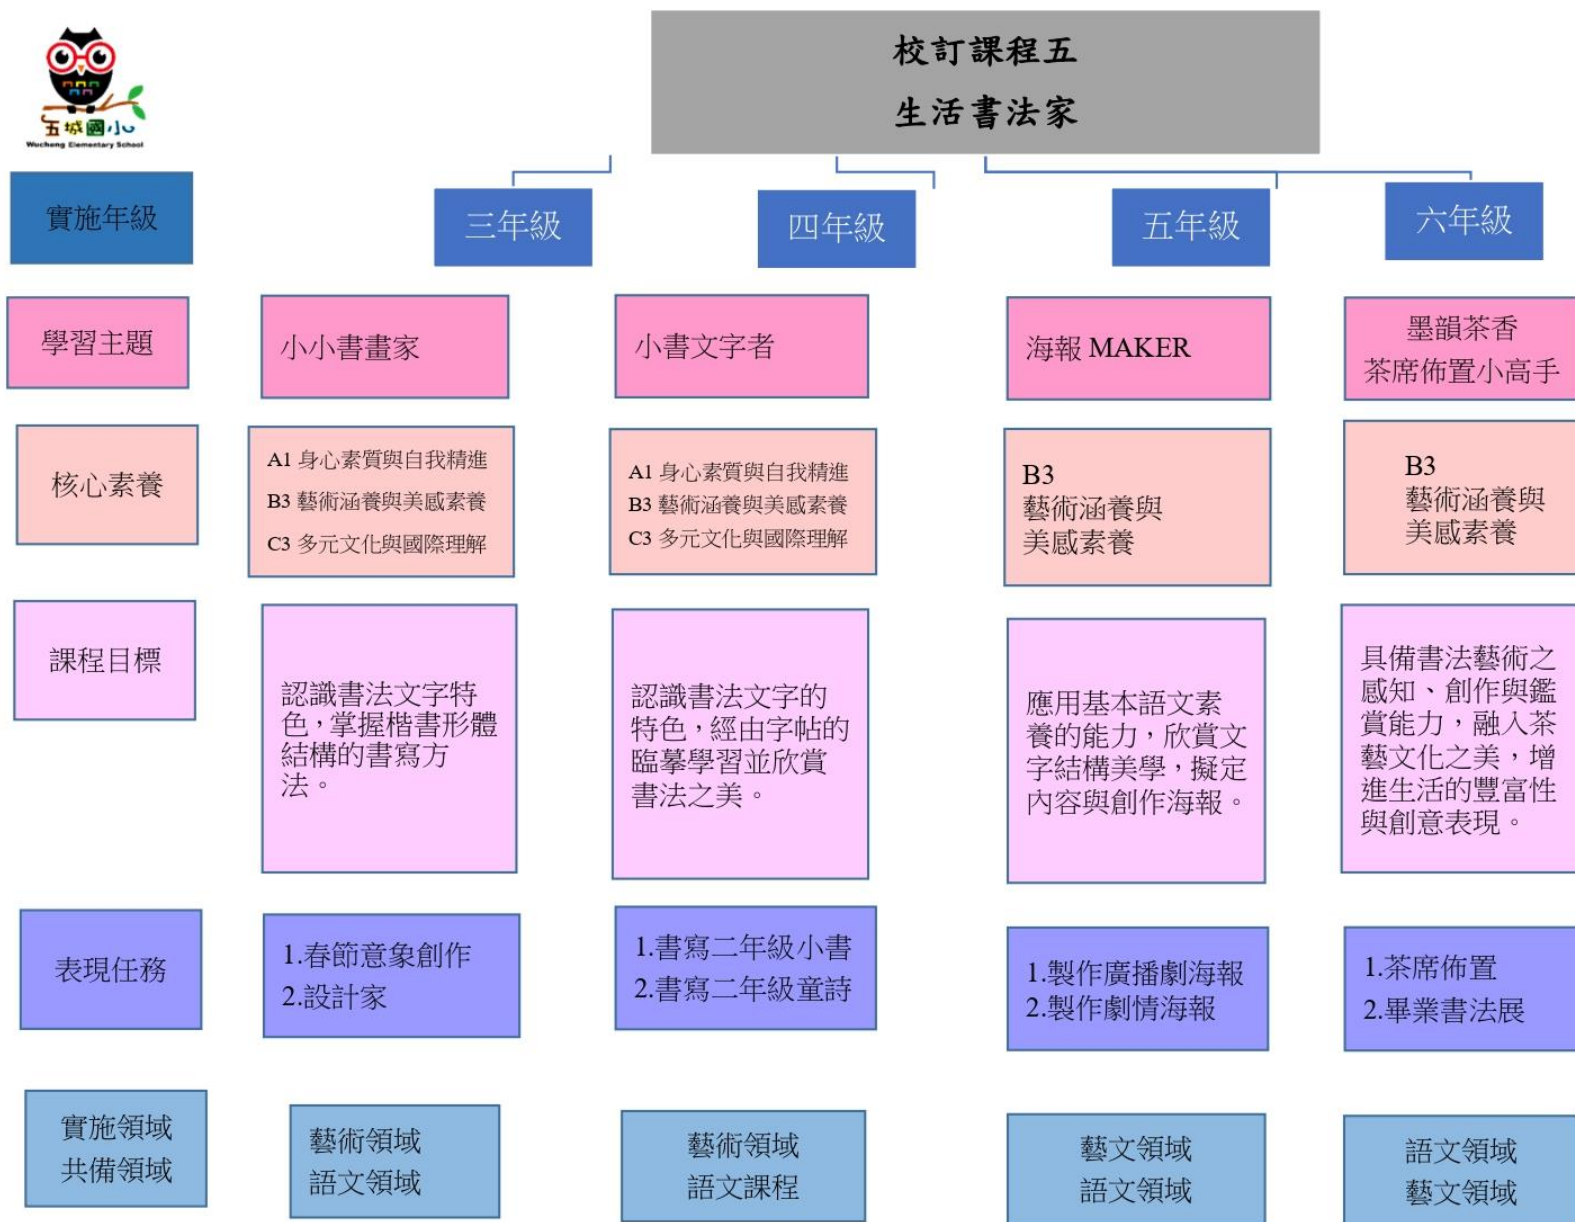 五城國小
Wucheng Elementary School
校訂課程五
生活書法家
實施年級
三年級
四年級
五年級
六年級
學習主題
小小書畫家
小書文字者
海報 MAKER
墨韻茶香
茶席佈置小高手
核心素養
A1 身心素質與自我精進
B3 藝術涵養與美感素養
C3 多元文化與國際理解
A1 身心素質與自我精進
B3 藝術涵養與美感素養
C3 多元文化與國際理解
B3
藝術涵養與
美感素養
B3
藝術涵養與
美感素養
課程目標
認識書法文字特
色，掌握楷書形體
結構的書寫方
法。
認識書法文字的
特色，經由字帖的
臨摹學習並欣賞
書法之美。
應用基本語文素
養的能力，欣賞文
字結構美學，擬定
內容與創作海報。
具備書法藝術之
感知、創作與鑑
賞能力，融入茶
藝文化之美，增
進生活的豐富性
與創意表現。
表現任務
1.春節意象創作
2.設計家
1.書寫二年級小書
2.書寫二年級童詩
1.製作廣播劇海報
2.製作劇情海報
1.茶席佈置
2.畢業書法展
實施領域
共備領域
藝術領域
語文領域
藝術領域
語文課程
藝文領域
語文領域
語文領域
藝文領域